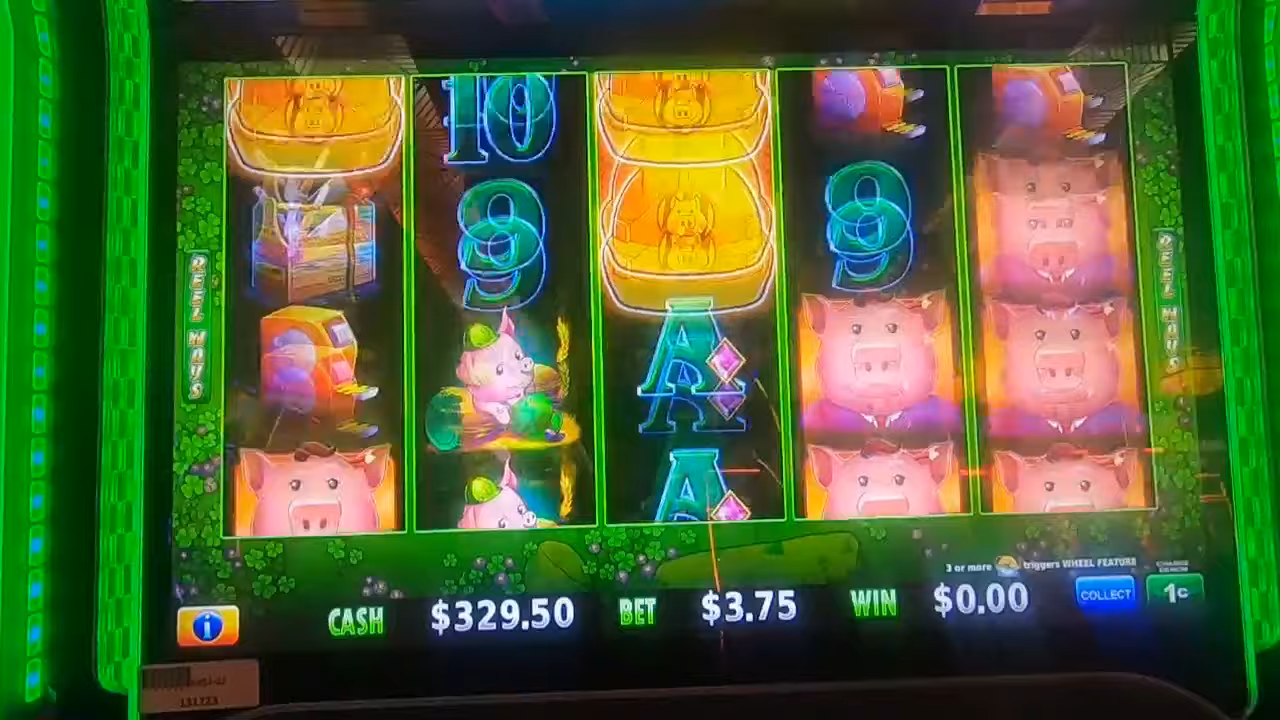 10
9
9
A
A
REEL WAYS
REEL WAYS
3 or more triggers WHEEL FEATURE
CASH $329.50 BET $3.75 WIN $0.00
COLLECT
1¢
131723